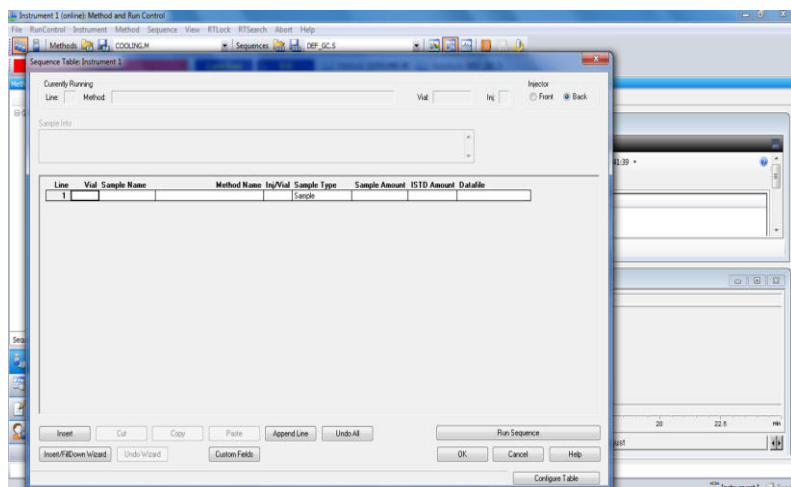 Instrument 1 (online): Method and Run Control
File RunControl Instrument Method Sequence View RTLock RTSearch Abort Help
Methods COOLING.M Sequences DEF_GC.S
Sequence Table: Instrument 1
Currently Running
Injector
Line: Method: Vial: Inj: Front Back
Sample Info
41:39
Line Vial Sample Name Method Name Inj/Vial Sample Type Sample Amount ISTD Amount Datafile
1 Sample
20 22.5 min
Insert Cut Copy Paste Append Line Undo All Run Sequence
Insert/FillDown Wizard Undo Wizard Custom Fields OK Cancel Help
Configure Table